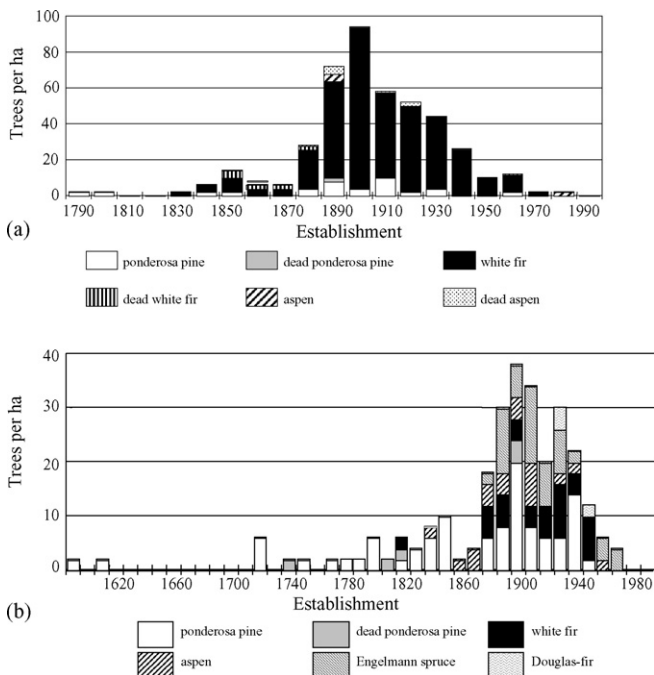 Trees per ha
100
80
60
40
20
0
1790 1810 1830 1850 1870 1890 1910 1930 1950 1970 1990
(a)
Establishment
ponderosa pine
dead ponderosa pine
white fir
dead white fir
aspen
dead aspen
Trees per ha
40
30
20
10
0
1620 1660 1700 1740 1780 1820 1860 1900 1940 1980
(b)
Establishment
ponderosa pine
dead ponderosa pine
white fir
aspen
Engelmann spruce
Douglas-fir